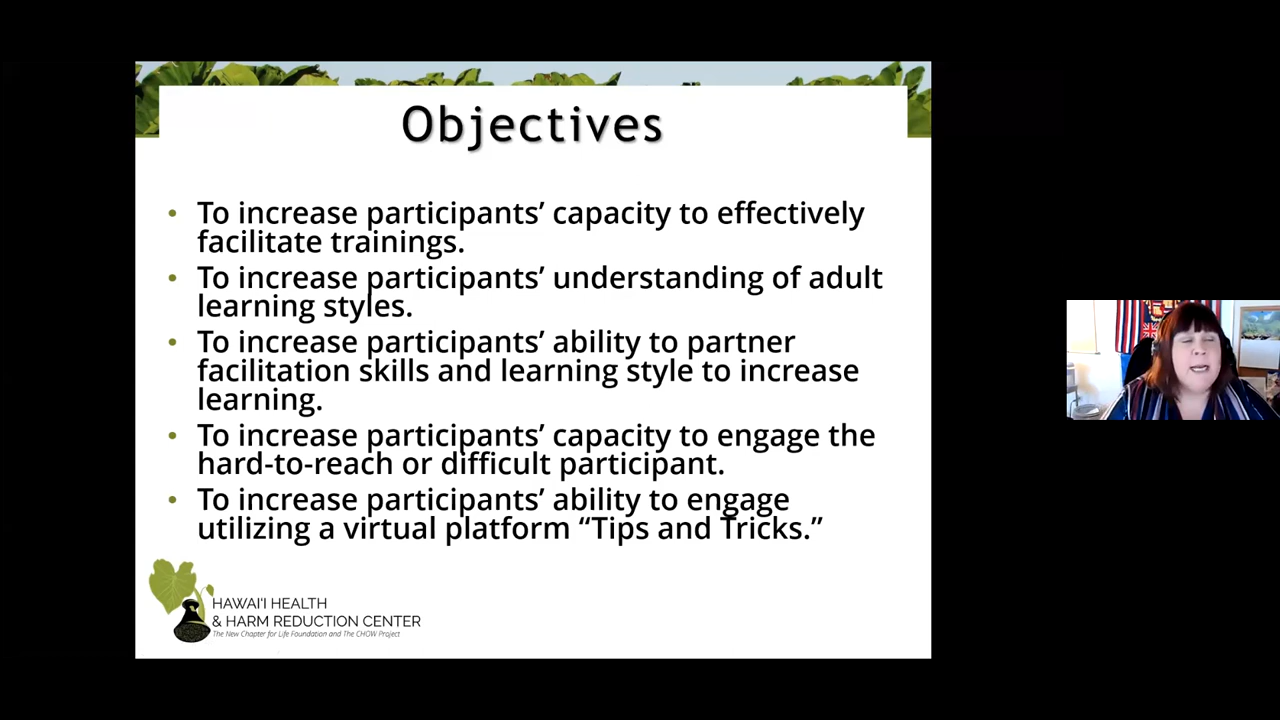 Objectives
• To increase participants’ capacity to effectively
facilitate trainings.
• To increase participants’ understanding of adult
learning styles.
• To increase participants’ ability to partner
facilitation skills and learning style to increase
learning.
• To increase participants’ capacity to engage the
hard-to-reach or difficult participant.
• To increase participants’ ability to engage
utilizing a virtual platform “Tips and Tricks.”
HAWAI‘I HEALTH
& HARM REDUCTION CENTER
The New Chapter for Life Foundation and The CHOW Project